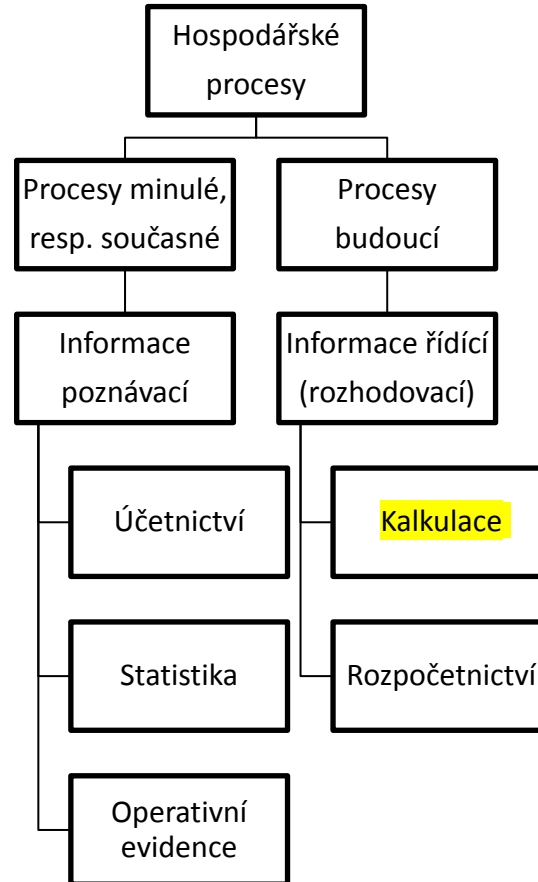 Hospodářské
procesy
Procesy minulé,
resp. současné
Procesy
budoucí
Informace
poznávací
Informace řídící
(rozhodovací)
Účetnictví
Kalkulace
Statistika
Rozpočetnictví
Operativní
evidence